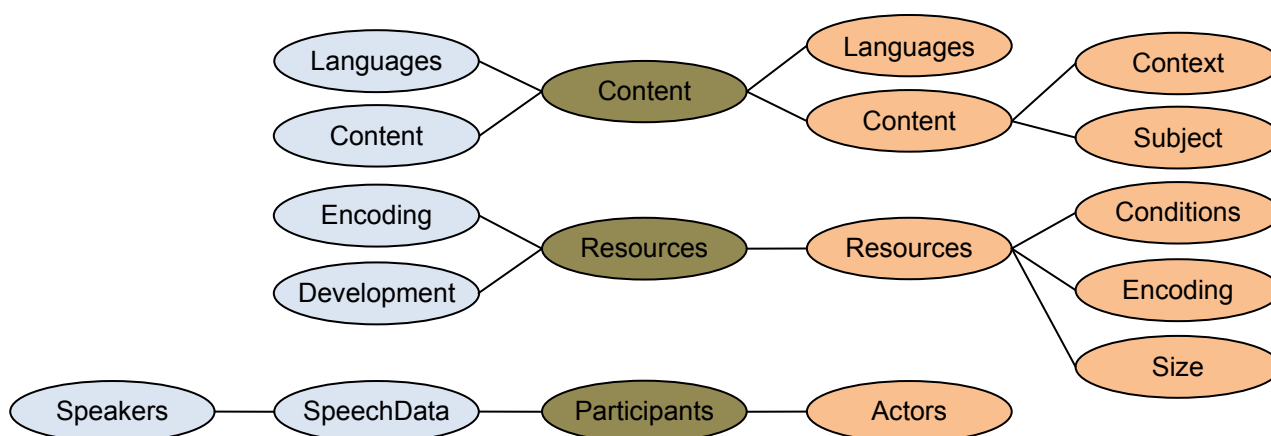 Languages
Content
Languages
Content
Context
Subject
Content
Encoding
Development
Resources
Resources
Conditions
Encoding
Size
Speakers
SpeechData
Participants
Actors